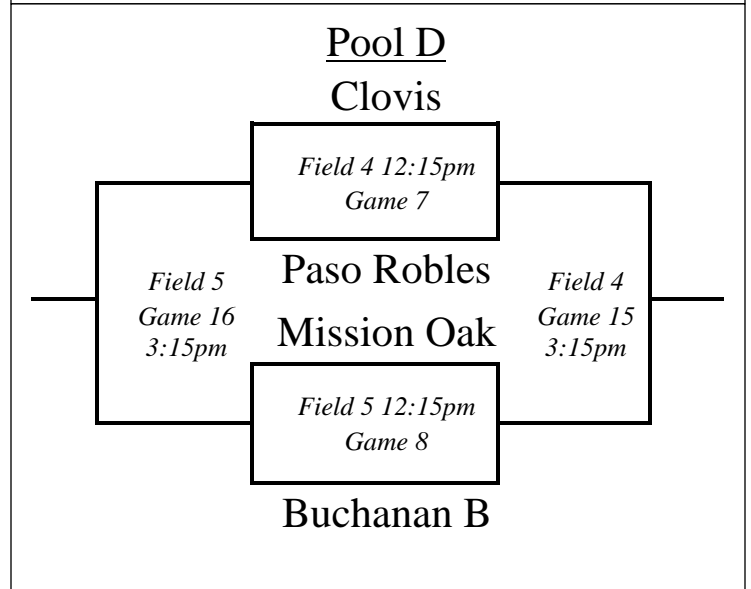 Pool D
Clovis
Field 4 12:15pm
Game 7
Paso Robles
Field 5
Game 16
3:15pm
Field 4
Game 15
3:15pm
Mission Oak
Field 5 12:15pm
Game 8
Buchanan B